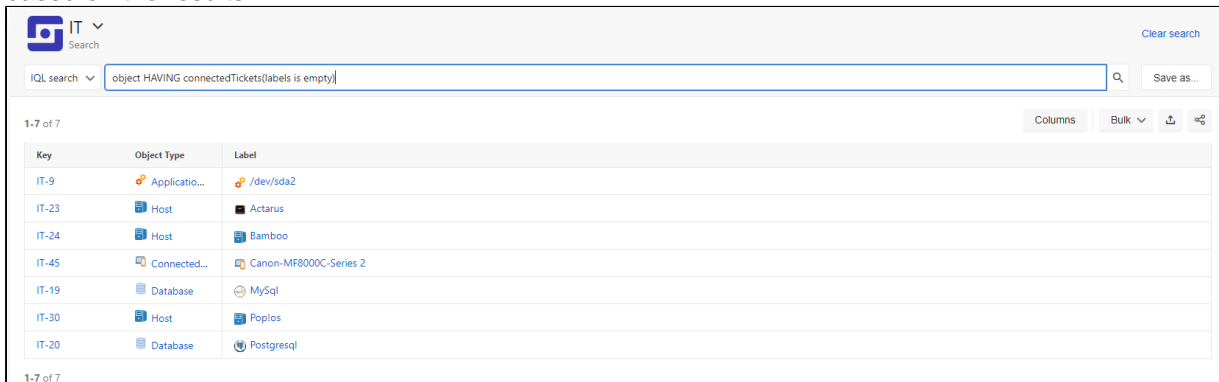 IT
Search
Clear search
IQL search object HAVING connectedTickets(labels is empty) Save as...
1-7 of 7 Columns Bulk
Key Object Type Label
IT-9 Applicatio... /dev/sda2
IT-23 Host Actarus
IT-24 Host Bamboo
IT-45 Connected... Canon-MF8000C-Series 2
IT-19 Database MySql
IT-30 Host Poplos
IT-20 Database Postgresql
1-7 of 7